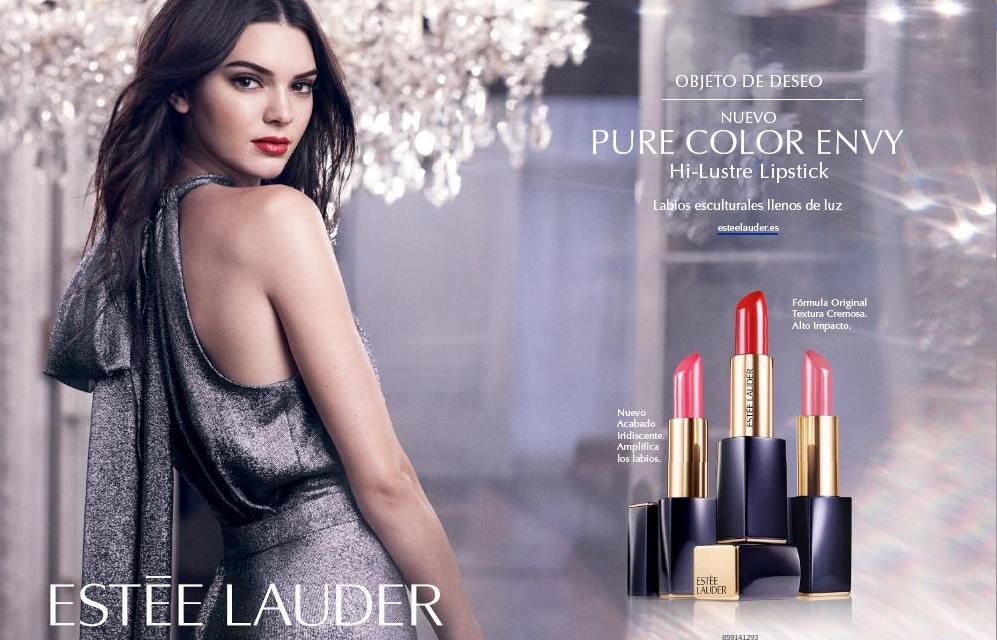 OBJETO DE DESEO
NUEVO
PURE COLOR ENVY
Hi-Lustre Lipstick
Labios esculturales llenos de luz
esteelauder.es
Fórmula Original
Textura Cremosa.
Alto Impacto.
Nuevo
Acabado
Iridiscente.
Amplifica
los labios.
ESTĒE LAUDER
ESTĒE
LAUDER
ESTĒE LAUDER
859141293